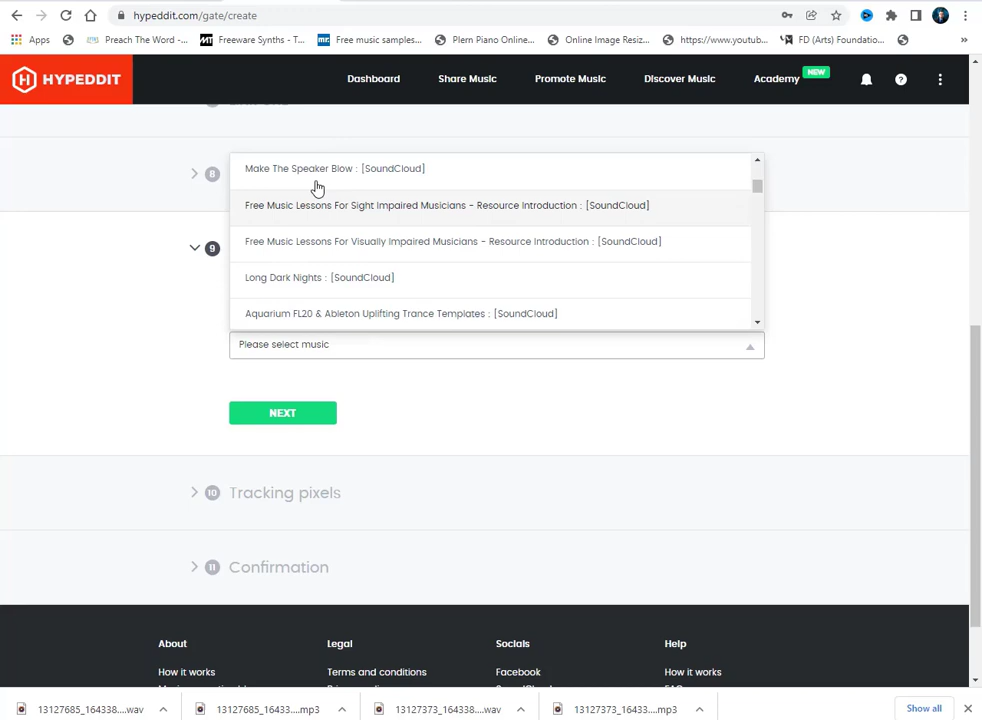 hypeddit.com/gate/create
Apps
Preach The Word -...
Freeware Synths - T...
Free music samples...
Plern Piano Online...
Online Image Resiz...
https://www.youtub...
FD (Arts) Foundatio...
»
HYPEDDIT
Dashboard
Share Music
Promote Music
Discover Music
Academy
NEW
8
Make The Speaker Blow : [SoundCloud]
Free Music Lessons For Sight Impaired Musicians - Resource Introduction : [SoundCloud]
9
Free Music Lessons For Visually Impaired Musicians - Resource Introduction : [SoundCloud]
Long Dark Nights : [SoundCloud]
Aquarium FL20 & Ableton Uplifting Trance Templates : [SoundCloud]
Please select music
NEXT
10 Tracking pixels
11 Confirmation
About
Legal
Socials
Help
How it works
Terms and conditions
Facebook
How it works
13127685_164338....wav
13127685_16433....mp3
13127373_164338....wav
13127373_16433....mp3
Show all